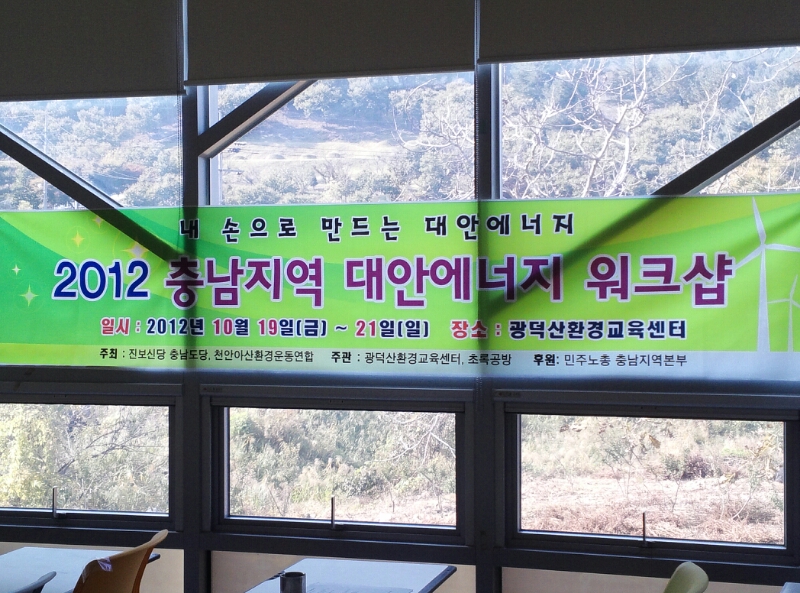 내 손으로 만드는 대안에너지
2012 충남지역 대안에너지 워크샵
일시 : 2012년 10월 19일(금) ~ 21일(일) 장소 : 광덕산환경교육센터
주최 : 진보신당 충남도당, 천안아산환경운동연합 주관 : 광덕산환경교육센터, 초록공방 후원: 민주노총 충남지역본부